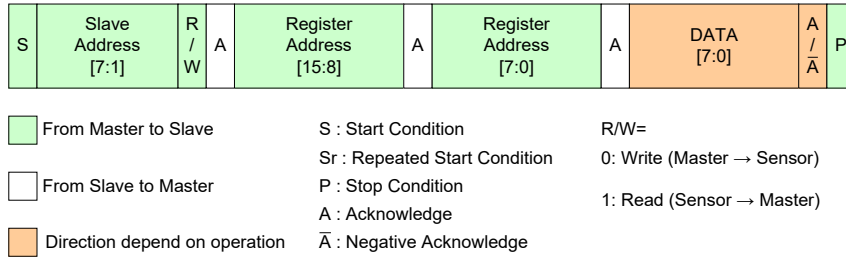 S
Slave
Address
[7:1]
R
/
W
A
Register
Address
[15:8]
A
Register
Address
[7:0]
A
DATA
[7:0]
A
/
A̅
P
From Master to Slave
From Slave to Master
Direction depend on operation
S : Start Condition
Sr : Repeated Start Condition
P : Stop Condition
A : Acknowledge
A̅ : Negative Acknowledge
R/W=
0: Write (Master → Sensor)
1: Read (Sensor → Master)